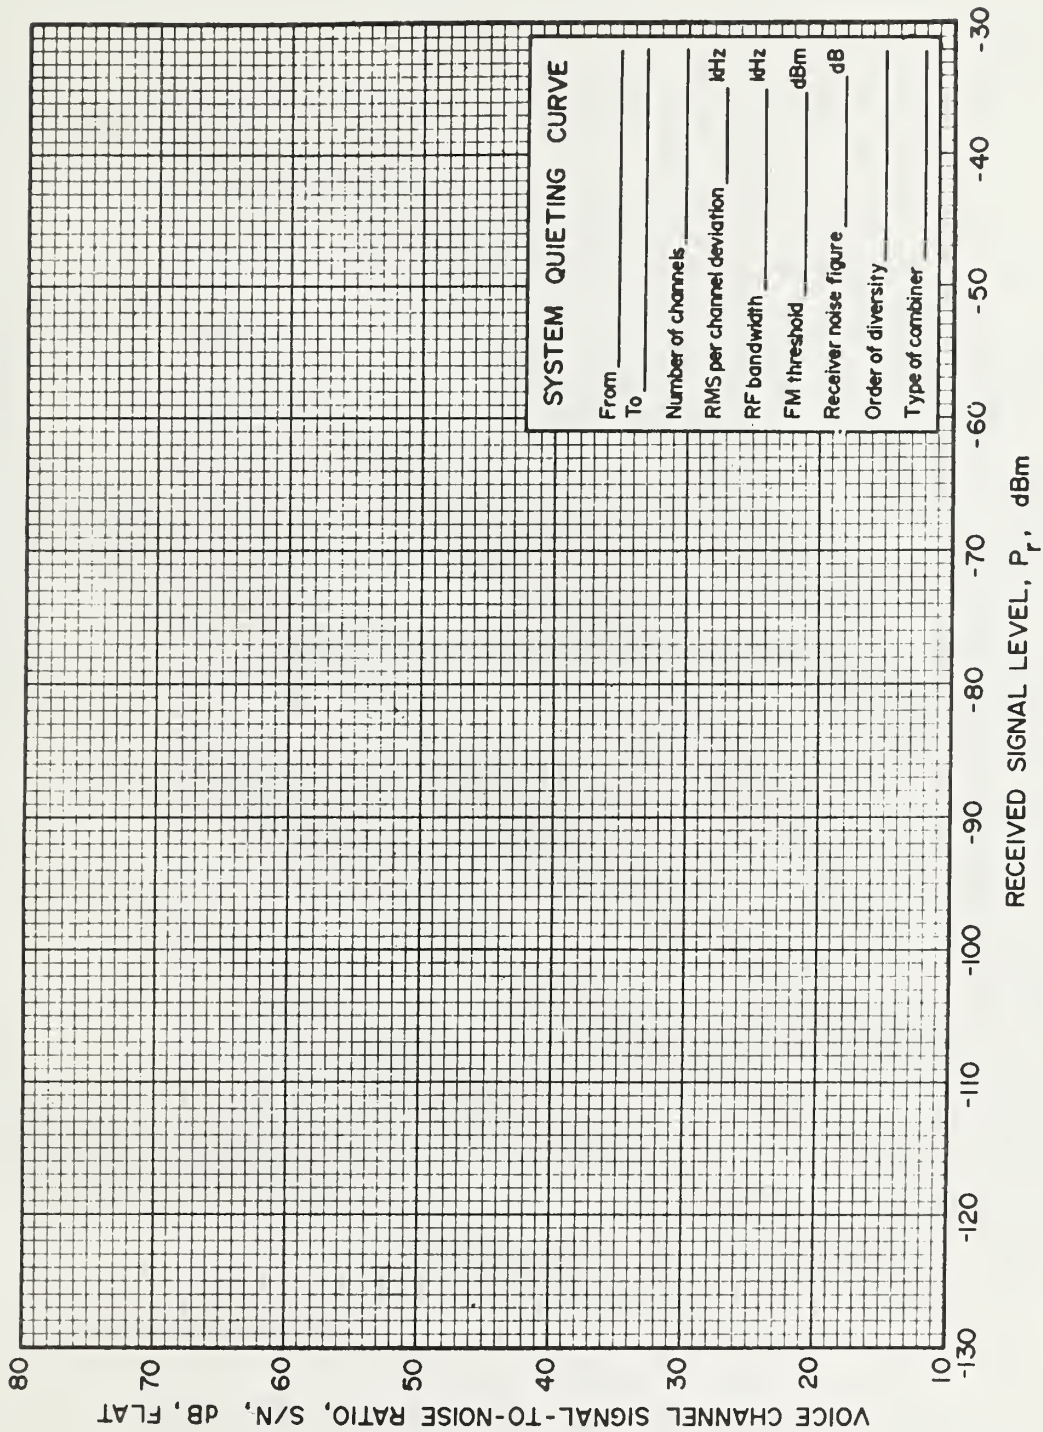 VOICE CHANNEL SIGNAL-TO-NOISE RATIO, S/N, dB, FLAT
80
70
60
50
40
30
20
10
-130
-120
-110
-100
-90
-80
-70
-60
-50
-40
-30
RECEIVED SIGNAL LEVEL, Pr, dBm
SYSTEM QUIETING CURVE
From
To
Number of channels
RMS per channel deviation kHz
RF bandwidth kHz
FM threshold dBm
Receiver noise figure dB
Order of diversity
Type of combiner